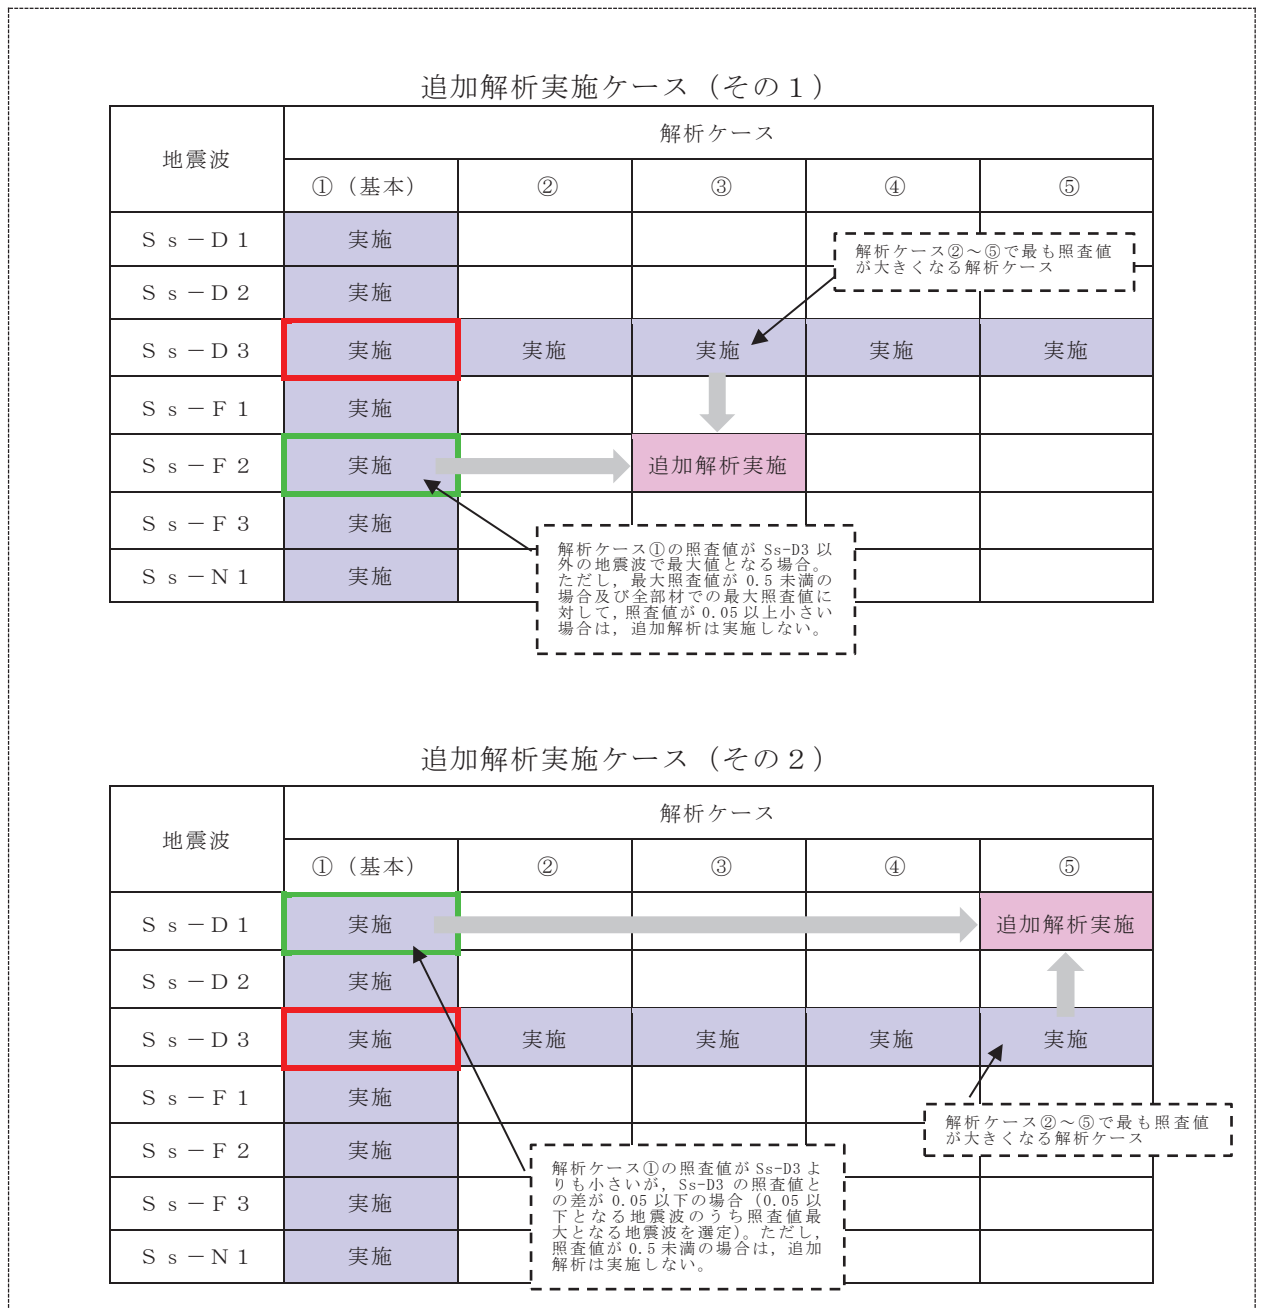 追加解析実施ケース（その１）
地震波
解析ケース
①（基本）
②
③
④
⑤
Ｓｓ－Ｄ１
実施
解析ケース②～⑤で最も照査値
が大きくなる解析ケース
Ｓｓ－Ｄ２
実施
Ｓｓ－Ｄ３
実施
実施
実施
実施
実施
Ｓｓ－Ｆ１
実施
Ｓｓ－Ｆ２
実施
追加解析実施
Ｓｓ－Ｆ３
実施
Ｓｓ－Ｎ１
実施
解析ケース①の照査値が Ss-D3 以
外の地震波で最大値となる場合。
ただし，最大照査値が 0.5 未満の
場合及び全部材での最大照査値に
対して，照査値が 0.05 以上小さい
場合は，追加解析は実施しない。
追加解析実施ケース（その２）
地震波
解析ケース
①（基本）
②
③
④
⑤
Ｓｓ－Ｄ１
実施
追加解析実施
Ｓｓ－Ｄ２
実施
Ｓｓ－Ｄ３
実施
実施
実施
実施
実施
Ｓｓ－Ｆ１
実施
解析ケース②～⑤で最も照査値
が大きくなる解析ケース
Ｓｓ－Ｆ２
実施
Ｓｓ－Ｆ３
実施
Ｓｓ－Ｎ１
実施
解析ケース①の照査値が Ss-D3 よ
りも小さいが，Ss-D3 の照査値と
の差が 0.05 以下の場合（0.05 以
下となる地震波のうち照査値最
大となる地震波を選定）。ただし，
照査値が 0.5 未満の場合は，追加
解析は実施しない。